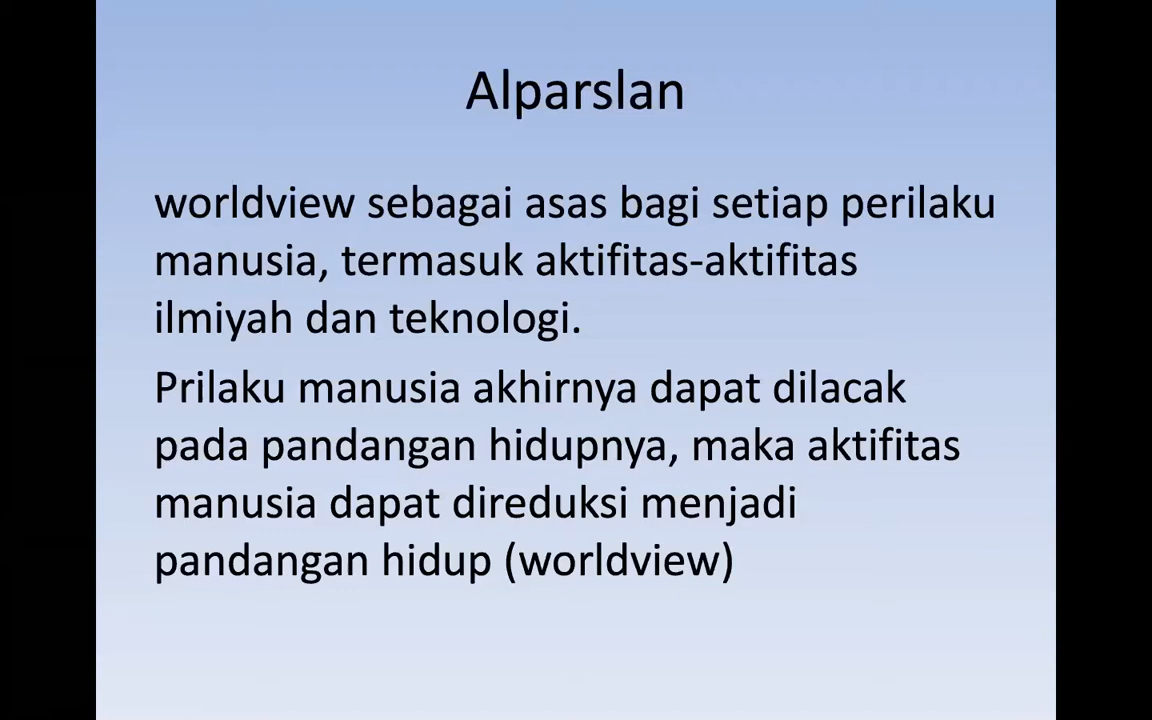 Alparslan
worldview sebagai asas bagi setiap perilaku
manusia, termasuk aktifitas-aktifitas
ilmiyah dan teknologi.
Prilaku manusia akhirnya dapat dilacak
pada pandangan hidupnya, maka aktifitas
manusia dapat direduksi menjadi
pandangan hidup (worldview)